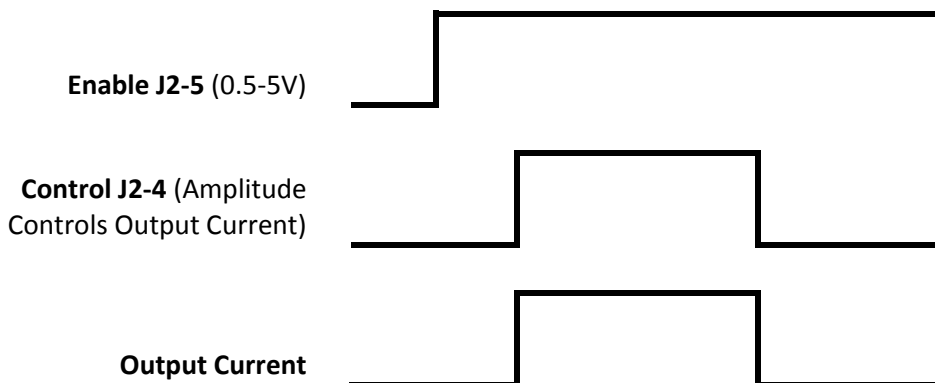 Enable J2-5 (0.5-5V)
Control J2-4 (Amplitude
Controls Output Current)
Output Current